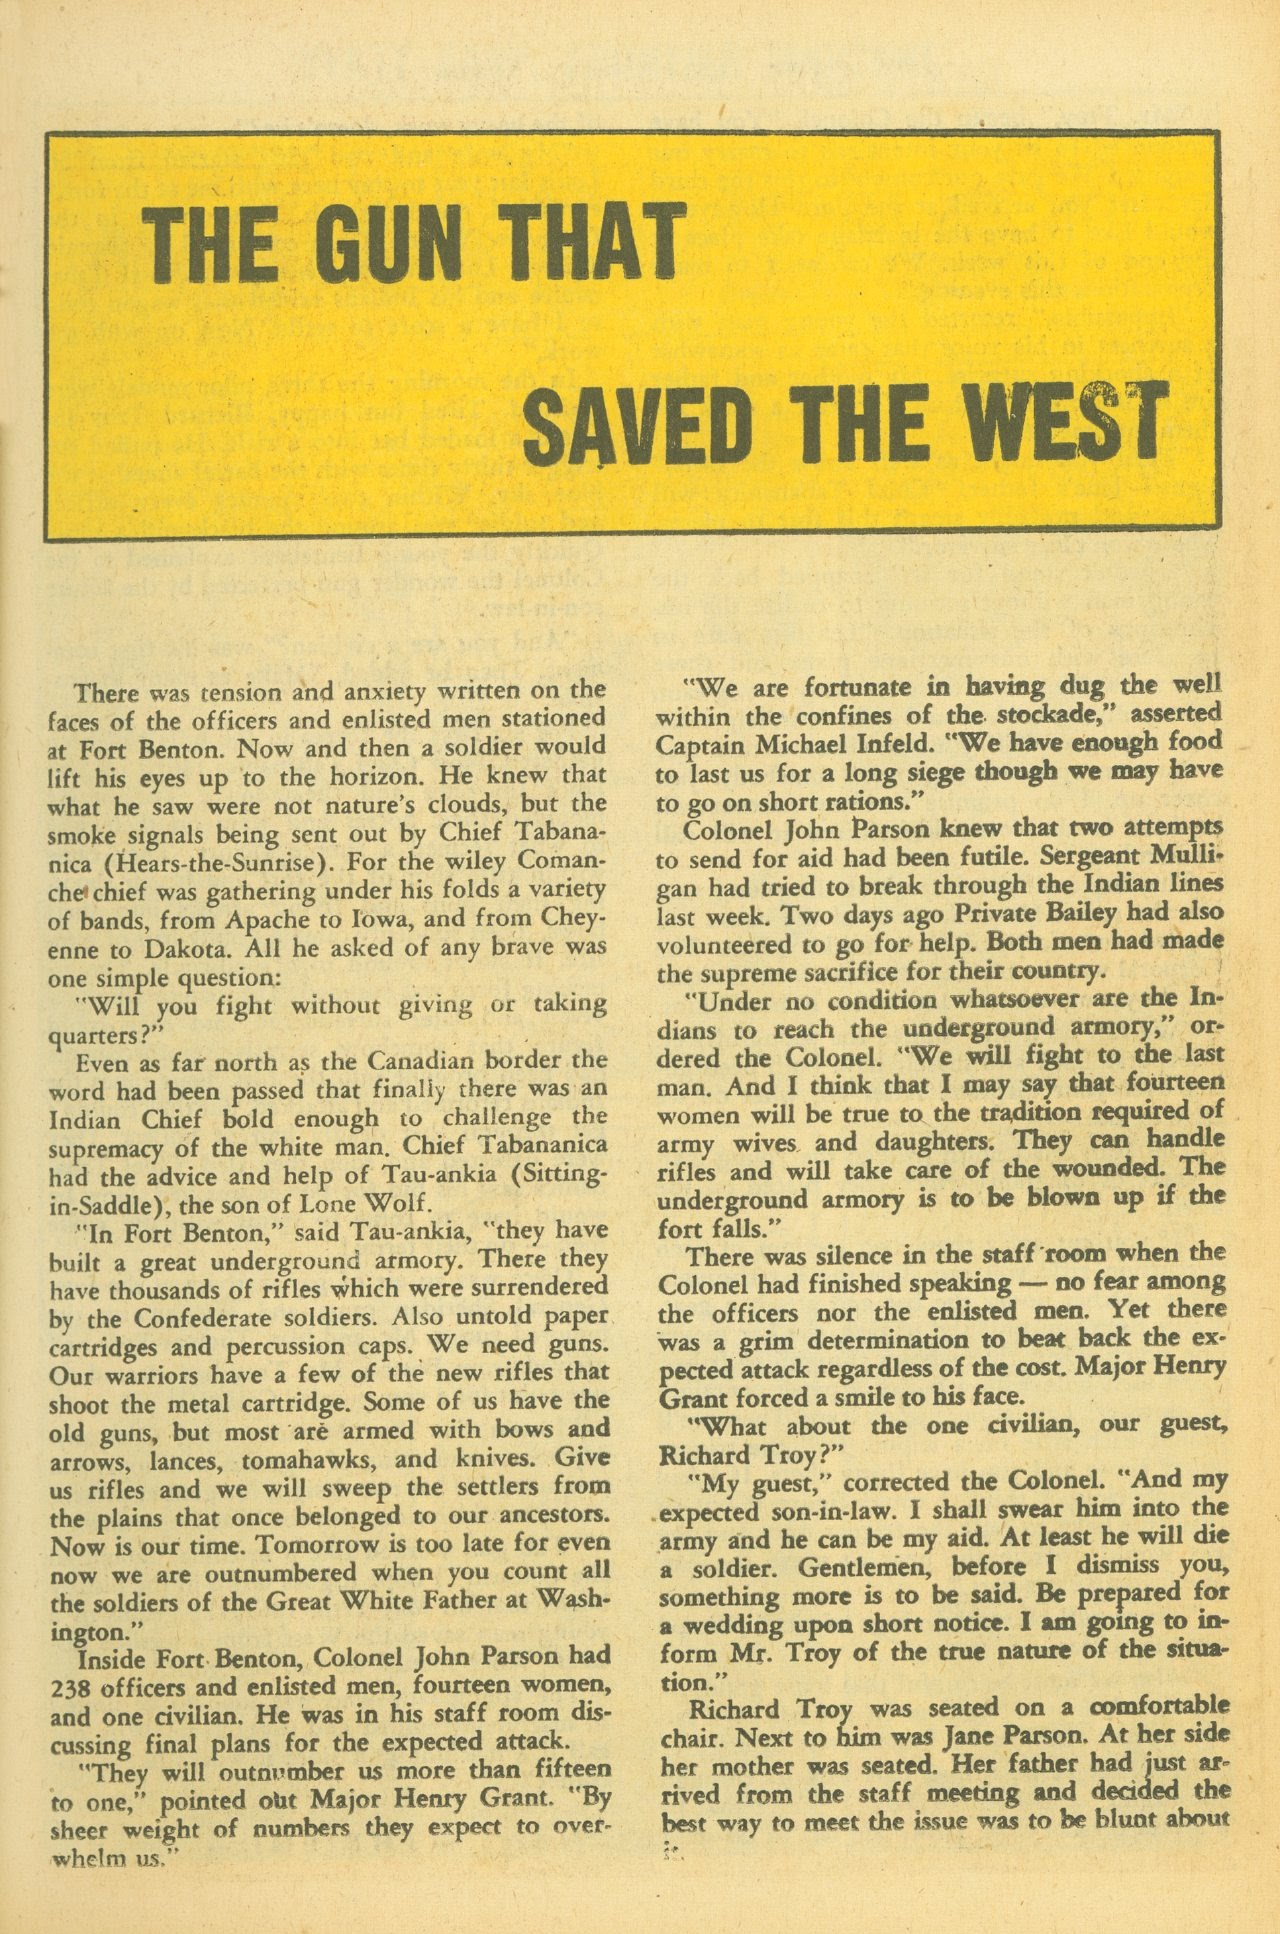 THE GUN THAT
SAVED THE WEST
There was tension and anxiety written on the
faces of the officers and enlisted men stationed
at Fort Benton. Now and then a soldier would
lift his eyes up to the horizon. He knew that
what he saw were not nature's clouds, but the
smoke signals being sent out by Chief Tabana-
nica (Hears-the-Sunrise). For the wiley Coman-
che chief was gathering under his folds a variety
of bands, from Apache to Iowa, and from Chey-
enne to Dakota. All he asked of any brave was
one simple question:
"Will you fight without giving or taking
quarters?"
Even as far north as the Canadian border the
word had been passed that finally there was an
Indian Chief bold enough to challenge the
supremacy of the white man. Chief Tabananica
had the advice and help of Tau-ankia (Sitting-
in-Saddle), the son of Lone Wolf.
"In Fort Benton," said Tau-ankia, "they have
built a great underground armory. There they
have thousands of rifles which were surrendered
by the Confederate soldiers. Also untold paper
cartridges and percussion caps. We need guns.
Our warriors have a few of the new rifles that
shoot the metal cartridge. Some of us have the
old guns, but most are armed with bows and
arrows, lances, tomahawks, and knives. Give
us rifles and we will sweep the settlers from
the plains that once belonged to our ancestors.
Now is our time. Tomorrow is too late for even
now we are outnumbered when you count all
the soldiers of the Great White Father at Wash-
ington."
Inside Fort Benton, Colonel John Parson had
238 officers and enlisted men, fourteen women,
and one civilian. He was in his staff room dis-
cussing final plans for the expected attack.
"They will outnumber us more than fifteen
to one," pointed out Major Henry Grant. "By
sheer weight of numbers they expect to over-
whelm us."
"We are fortunate in having dug the well
within the confines of the stockade," asserted
Captain Michael Infeld. "We have enough food
to last us for a long siege though we may have
to go on short rations."
Colonel John Parson knew that two attempts
to send for aid had been futile. Sergeant Mulli-
gan had tried to break through the Indian lines
last week. Two days ago Private Bailey had also
volunteered to go for help. Both men had made
the supreme sacrifice for their country.
"Under no condition whatsoever are the In-
dians to reach the underground armory," or-
dered the Colonel. "We will fight to the last
man. And I think that I may say that fourteen
women will be true to the tradition required of
army wives and daughters. They can handle
rifles and will take care of the wounded. The
underground armory is to be blown up if the
fort falls."
There was silence in the staff room when the
Colonel had finished speaking — no fear among
the officers nor the enlisted men. Yet there
was a grim determination to beat back the ex-
pected attack regardless of the cost. Major Henry
Grant forced a smile to his face.
"What about the one civilian, our guest,
Richard Troy?"
"My guest," corrected the Colonel. "And my
expected son-in-law. I shall swear him into the
army and he can be my aid. At least he will die
a soldier. Gentlemen, before I dismiss you,
something more is to be said. Be prepared for
a wedding upon short notice. I am going to in-
form Mr. Troy of the true nature of the situa-
tion."
Richard Troy was seated on a comfortable
chair. Next to him was Jane Parson. At her side
her mother was seated. Her father had just ar-
rived from the staff meeting and decided the
best way to meet the issue was to be blunt about
it.